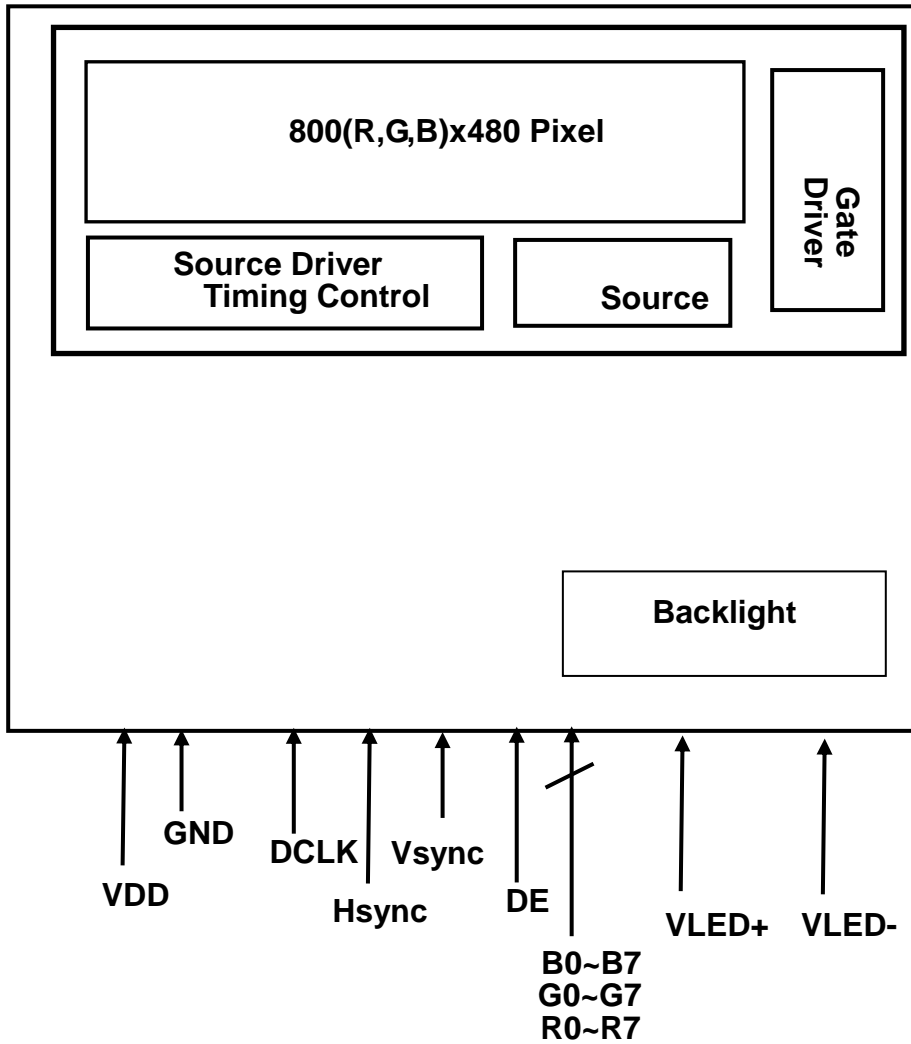 800(R,G,B)x480 Pixel
Gate
Driver
Source Driver
Timing Control
Source
Backlight
VDD
GND
DCLK
Hsync
Vsync
DE
B0~B7
G0~G7
R0~R7
VLED+
VLED-